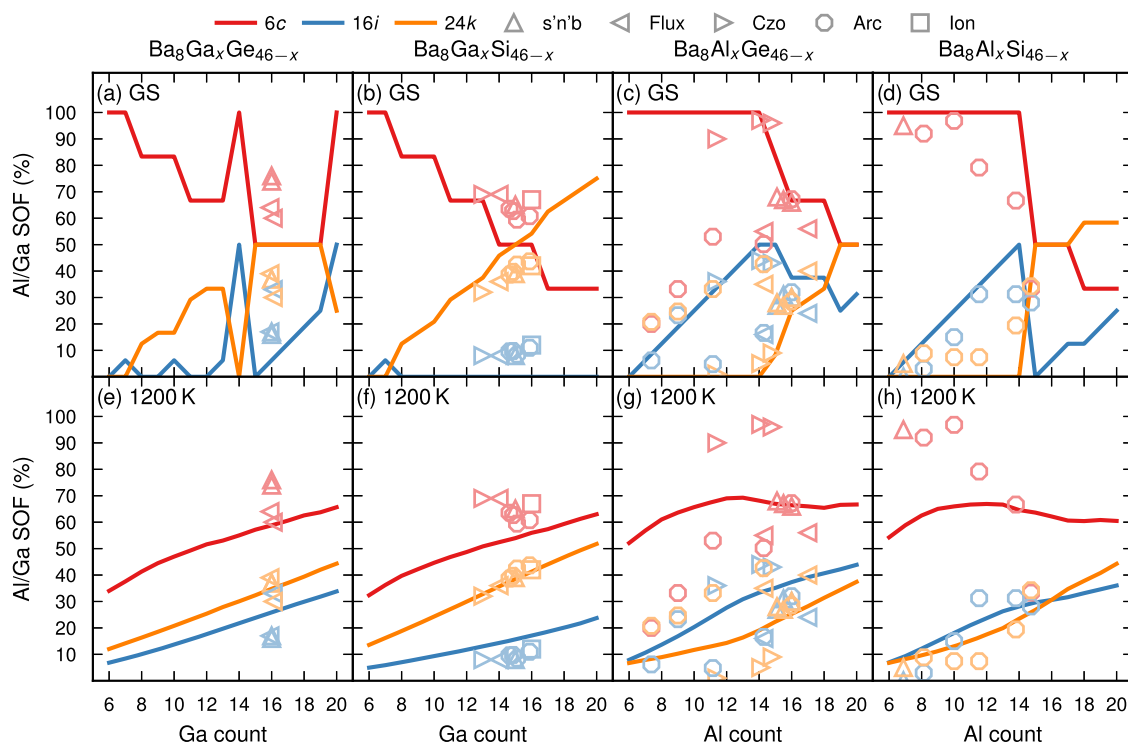 6c 16i 24k s'n'b Flux Czo Arc Ion
Ba₈GaₓGe₄₆₋ₓ Ba₈GaₓSi₄₆₋ₓ Ba₈AlₓGe₄₆₋ₓ Ba₈AlₓSi₄₆₋ₓ
(a) GS (b) GS (c) GS (d) GS
100
90
80
70
60
50
40
30
20
10
Al/Ga SOF (%)
(e) 1200 K (f) 1200 K (g) 1200 K (h) 1200 K
100
90
80
70
60
50
40
30
20
10
Al/Ga SOF (%)
6 8 10 12 14 16 18 20 6 8 10 12 14 16 18 20 6 8 10 12 14 16 18 20 6 8 10 12 14 16 18 20
Ga count Ga count Al count Al count